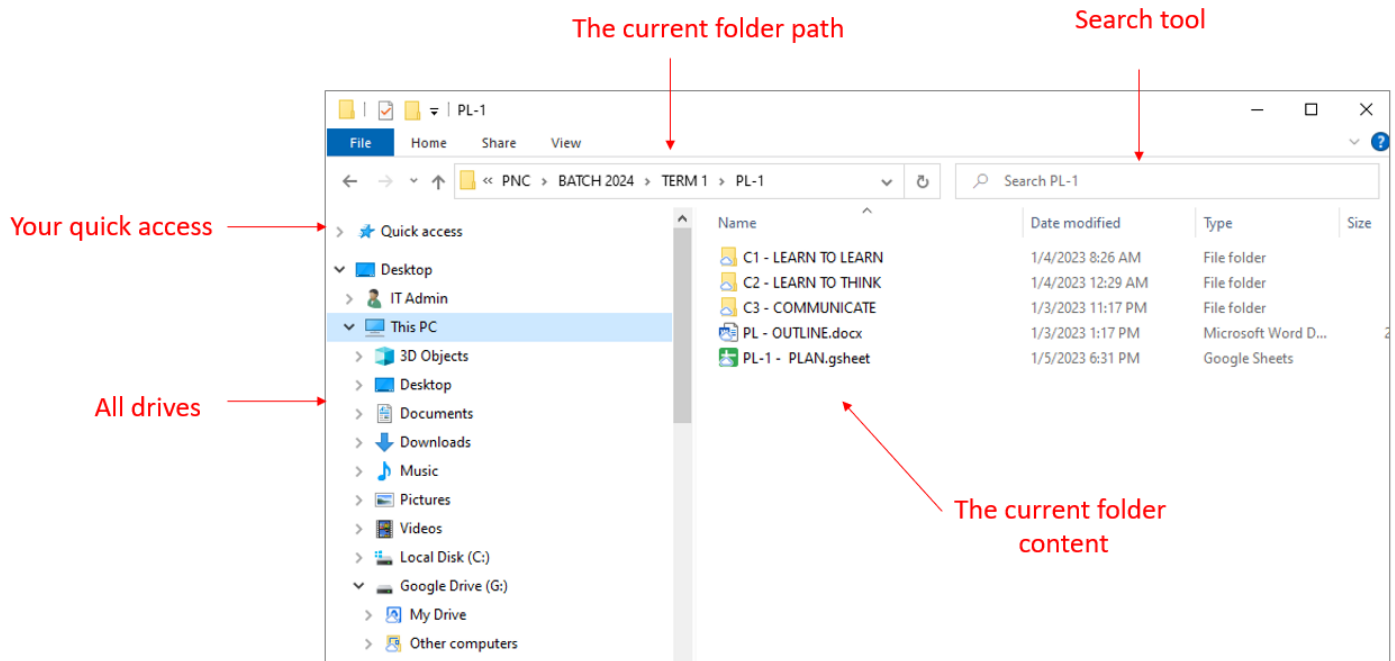 The current folder path
Search tool
PL-1
File Home Share View
« PNC > BATCH 2024 > TERM 1 > PL-1
Search PL-1
Your quick access
Name Date modified Type Size
Quick access
Desktop
C1 - LEARN TO LEARN 1/4/2023 8:26 AM File folder
C2 - LEARN TO THINK 1/4/2023 12:29 AM File folder
IT Admin
C3 - COMMUNICATE 1/3/2023 11:17 PM File folder
This PC
PL - OUTLINE.docx 1/3/2023 1:17 PM Microsoft Word D... 2
3D Objects
PL-1 - PLAN.gsheet 1/5/2023 6:31 PM Google Sheets
Desktop
All drives
Documents
Downloads
Music
Pictures
Videos
The current folder
content
Local Disk (C:)
Google Drive (G:)
My Drive
Other computers